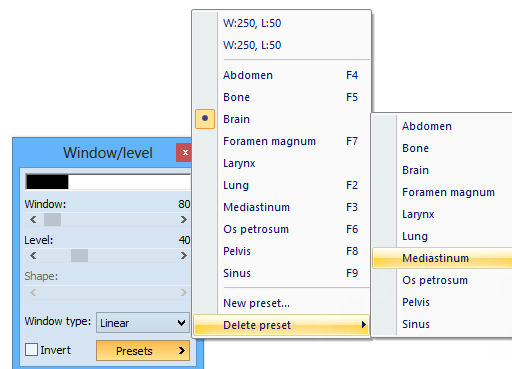 W:250, L:50
W:250, L:50
Abdomen F4
Bone F5
Brain
Foramen magnum F7
Larynx
Lung F2
Mediastinum F3
Os petrosum F6
Pelvis F8
Sinus F9
New preset...
Delete preset
Abdomen
Bone
Brain
Foramen magnum
Larynx
Lung
Mediastinum
Os petrosum
Pelvis
Sinus
Window/level x
Window: 80
Level: 40
Shape:
Window type: Linear
Invert Presets